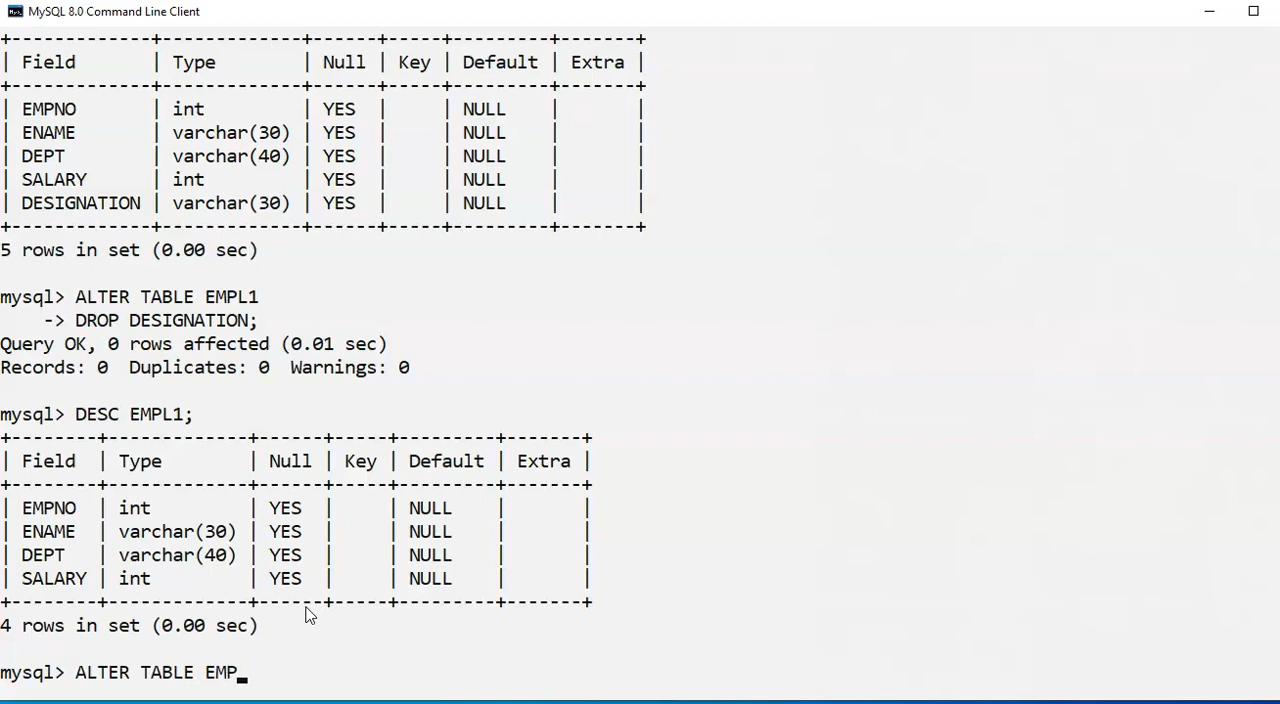 MySQL 8.0 Command Line Client
+-------------+-------------+------+-----+---------+-------+
| Field       | Type        | Null | Key | Default | Extra |
+-------------+-------------+------+-----+---------+-------+
| EMPNO       | int         | YES  |     | NULL    |       |
| ENAME       | varchar(30) | YES  |     | NULL    |       |
| DEPT        | varchar(40) | YES  |     | NULL    |       |
| SALARY      | int         | YES  |     | NULL    |       |
| DESIGNATION | varchar(30) | YES  |     | NULL    |       |
+-------------+-------------+------+-----+---------+-------+
5 rows in set (0.00 sec)
mysql> ALTER TABLE EMPL1
    -> DROP DESIGNATION;
Query OK, 0 rows affected (0.01 sec)
Records: 0  Duplicates: 0  Warnings: 0
mysql> DESC EMPL1;
+--------+-------------+------+-----+---------+-------+
| Field  | Type        | Null | Key | Default | Extra |
+--------+-------------+------+-----+---------+-------+
| EMPNO  | int         | YES  |     | NULL    |       |
| ENAME  | varchar(30) | YES  |     | NULL    |       |
| DEPT   | varchar(40) | YES  |     | NULL    |       |
| SALARY | int         | YES  |     | NULL    |       |
+--------+-------------+------+-----+---------+-------+
4 rows in set (0.00 sec)
mysql> ALTER TABLE EMP_